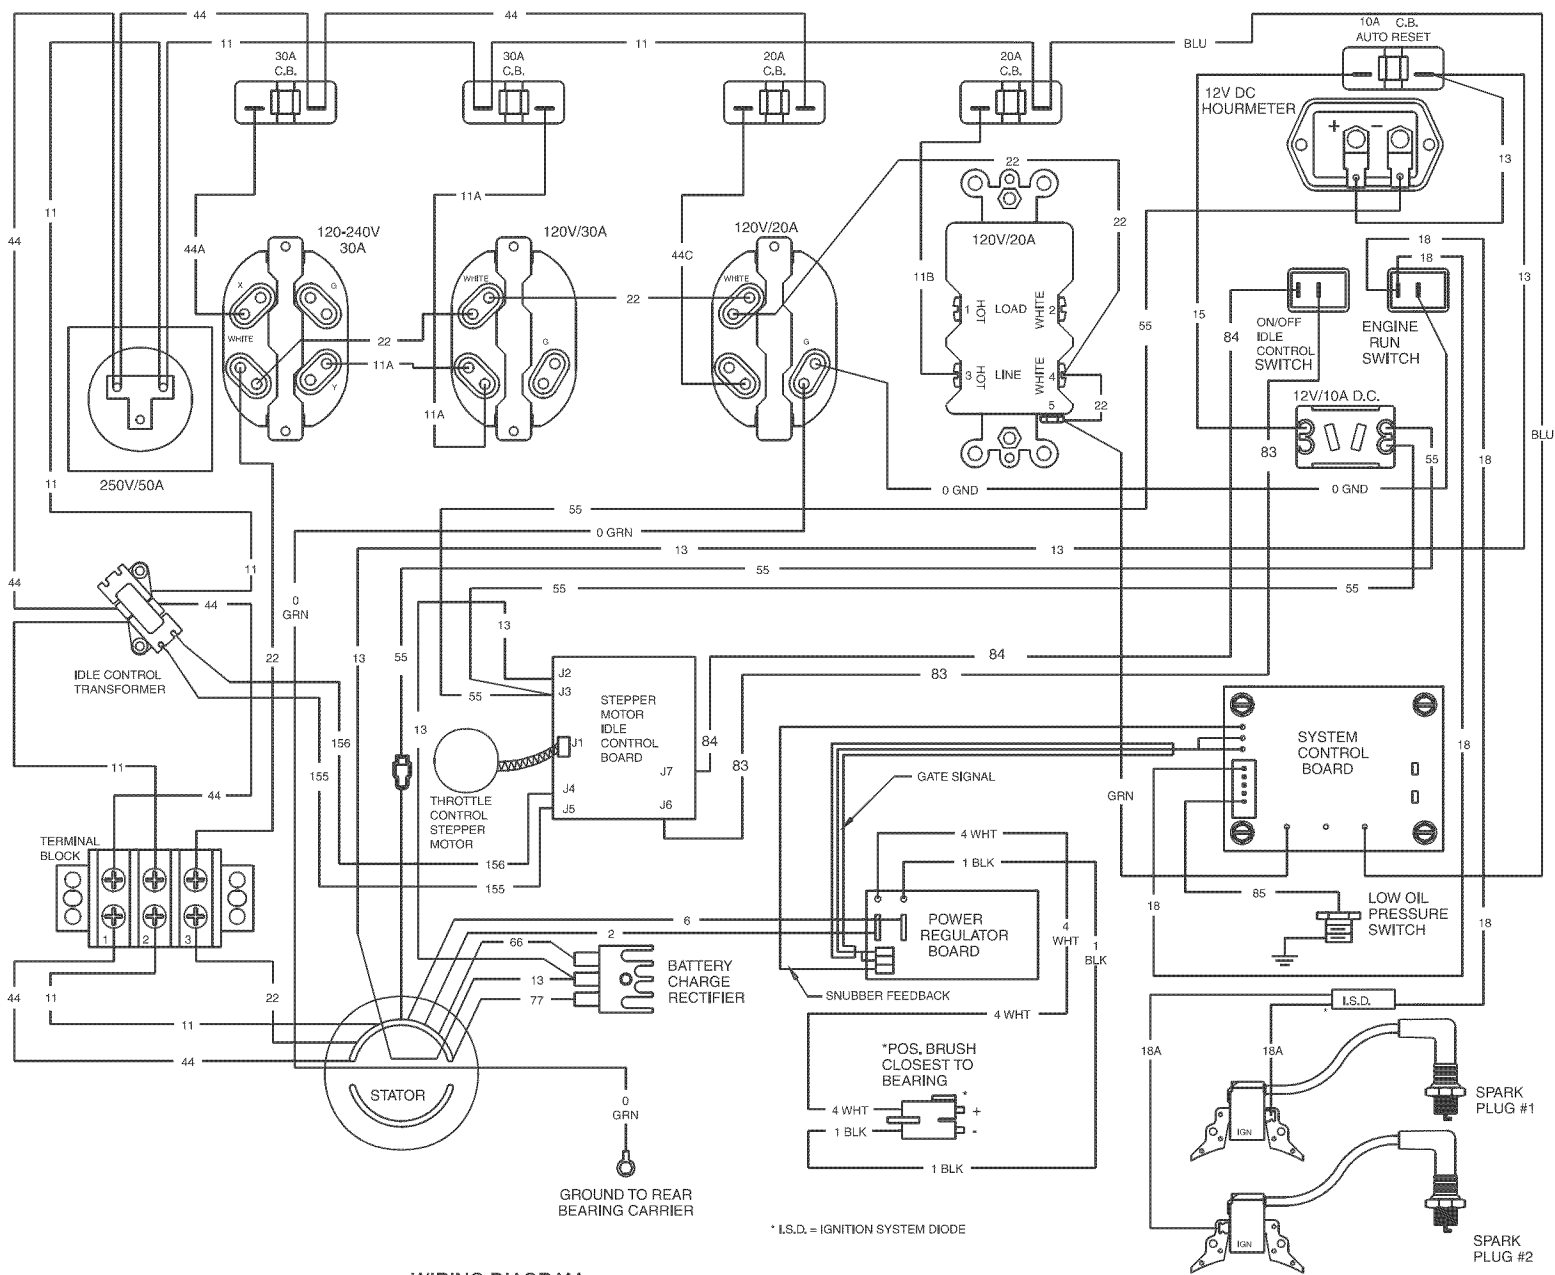 44
44
11
11
BLU
10A C.B.
AUTO RESET
30A
C.B.
30A
C.B.
20A
C.B.
20A
C.B.
12V DC
HOURMETER
+ −
13
22
11
44
11A
44A
120-240V
30A
120V/30A
120V/20A
44C
120V/20A
22
11B
55
15
84
18
18
13
X
G
WHITE
Y
WHITE
G
WHITE
G
22
22
11A
11A
1
HOT
LOAD
WHITE
2
3
HOT
LINE
WHITE
4
5
22
ON/OFF
IDLE
CONTROL
SWITCH
ENGINE
RUN
SWITCH
12V/10A D.C.
83
55
18
BLU
250V/50A
11
0 GND
0 GND
55
0 GRN
13
13
55
55
55
44
11
44
0
GRN
22
13
55
13
IDLE CONTROL
TRANSFORMER
J2
J3
55
STEPPER
MOTOR
IDLE
CONTROL
BOARD
J1
J7
J4
J5
J6
84
83
84
83
13
156
155
11
44
THROTTLE
CONTROL
STEPPER
MOTOR
156
155
SYSTEM
CONTROL
BOARD
18
GATE SIGNAL
GRN
4 WHT
1 BLK
TERMINAL
BLOCK
1
2
3
85
18
LOW OIL
PRESSURE
SWITCH
18
6
2
66
13
77
BATTERY
CHARGE
RECTIFIER
POWER
REGULATOR
BOARD
4
WHT
1
BLK
SNUBBER FEEDBACK
4 WHT
I.S.D.
*
44
11
22
11
44
STATOR
*POS. BRUSH
CLOSEST TO
BEARING
*
4 WHT
+
1 BLK
-
1 BLK
0
GRN
18A
18A
IGN
SPARK
PLUG #1
GROUND TO REAR
BEARING CARRIER
* I.S.D. = IGNITION SYSTEM DIODE
IGN
SPARK
PLUG #2
WIRING DIAGRAM